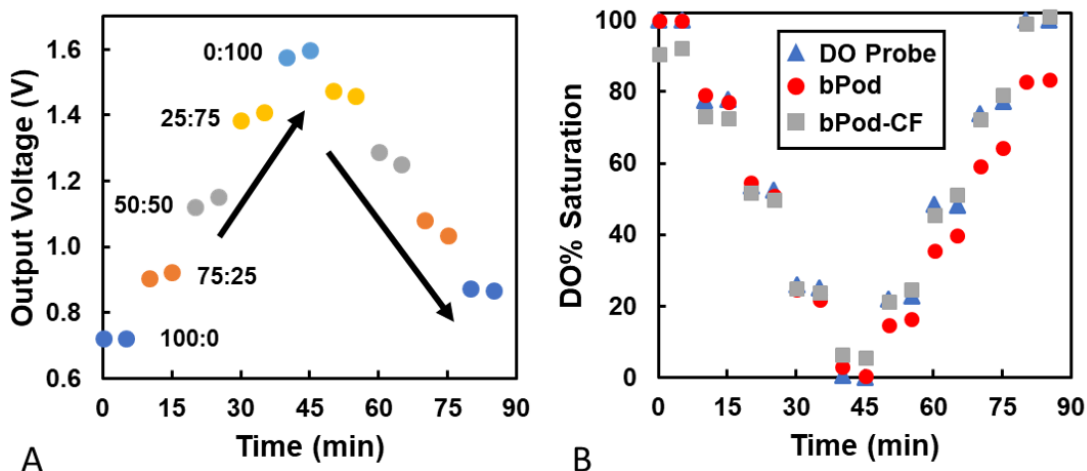 Output Voltage (V)
1.6
1.4
1.2
1.0
0.8
0.6
0:100
25:75
50:50
75:25
100:0
0 15 30 45 60 75 90
Time (min)
A
DO% Saturation
100
80
60
40
20
0
DO Probe
bPod
bPod-CF
0 15 30 45 60 75 90
Time (min)
B